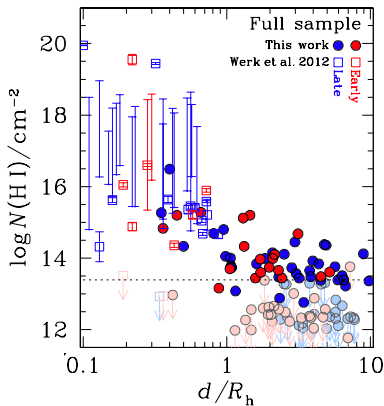 Full sample
This work
Werk et al. 2012
Late
Early
log N(H I)/cm⁻²
20
18
16
14
12
0.1
1
10
d/Rₕ